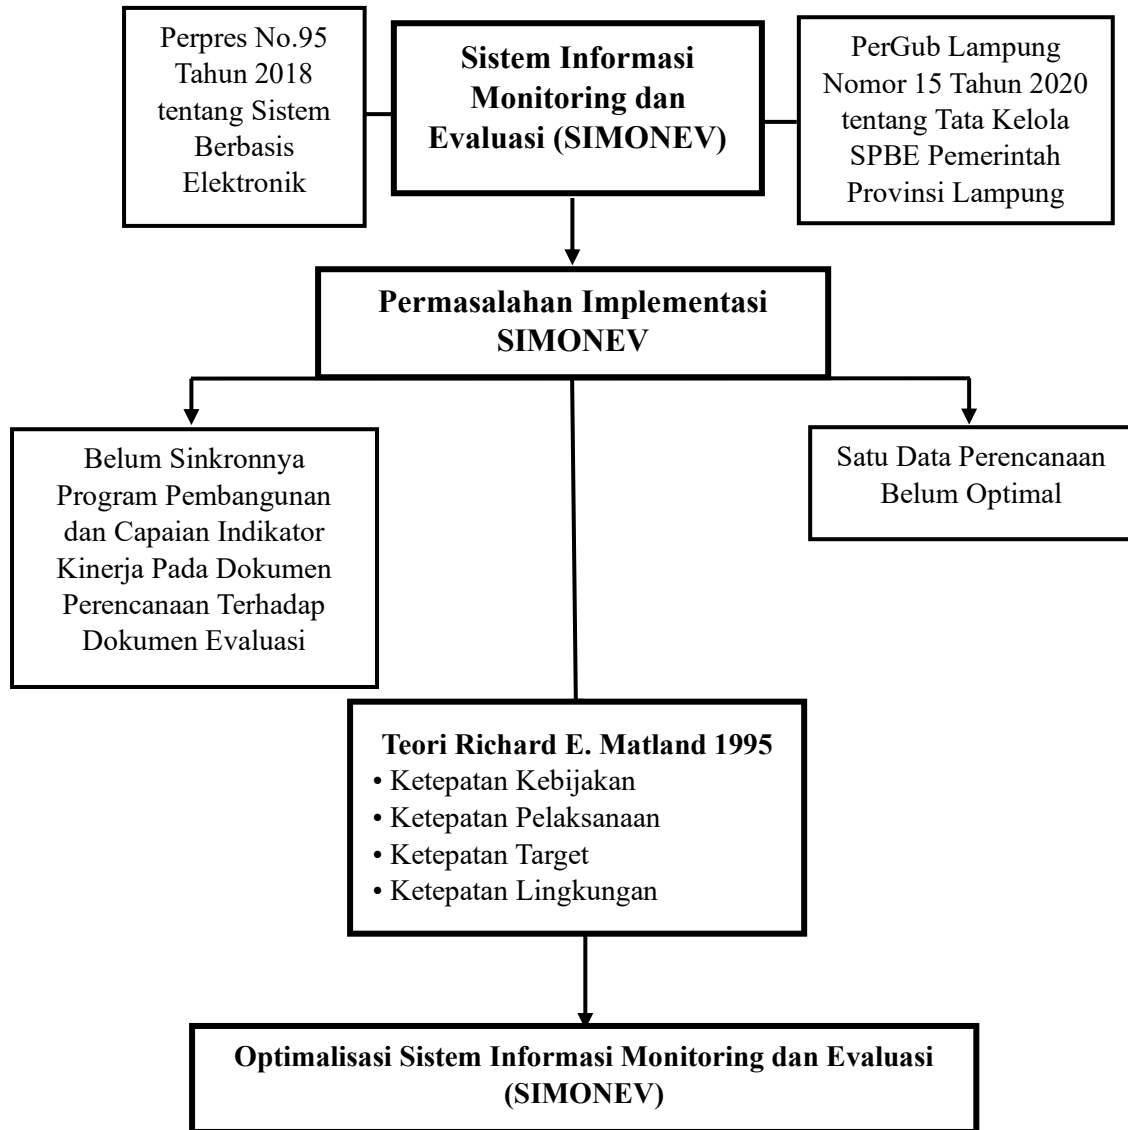 Perpres No.95
Tahun 2018
tentang Sistem
Berbasis
Elektronik
Sistem Informasi
Monitoring dan
Evaluasi (SIMONEV)
PerGub Lampung
Nomor 15 Tahun 2020
tentang Tata Kelola
SPBE Pemerintah
Provinsi Lampung
Permasalahan Implementasi
SIMONEV
Belum Sinkronnya
Program Pembangunan
dan Capaian Indikator
Kinerja Pada Dokumen
Perencanaan Terhadap
Dokumen Evaluasi
Satu Data Perencanaan
Belum Optimal
Teori Richard E. Matland 1995
• Ketepatan Kebijakan
• Ketepatan Pelaksanaan
• Ketepatan Target
• Ketepatan Lingkungan
Optimalisasi Sistem Informasi Monitoring dan Evaluasi
(SIMONEV)